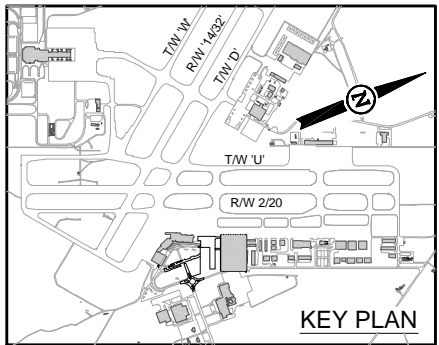 T/W 'W'
R/W '14/32'
T/W 'D'
N
T/W 'U'
R/W 2/20
KEY PLAN